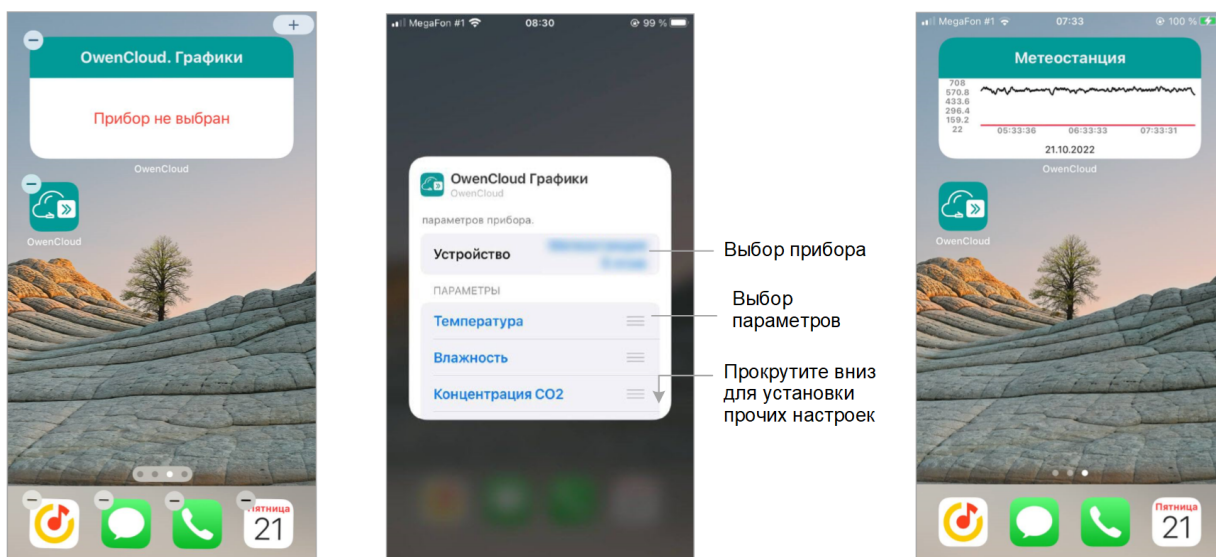 +
OwenCloud. Графики
Прибор не выбран
OwenCloud
OwenCloud
Пятница
21
MegaFon #1
08:30
99 %
OwenCloud Графики
OwenCloud
параметров прибора.
Устройство
ПАРАМЕТРЫ
Температура
Влажность
Концентрация CO2
Выбор прибора
Выбор
параметров
Прокрутите вниз
для установки
прочих настроек
MegaFon #1
07:33
100 %
Метеостанция
708
570.8
433.6
296.4
159.2
22
05:33:36
06:33:33
07:33:31
21.10.2022
OwenCloud
OwenCloud
Пятница
21